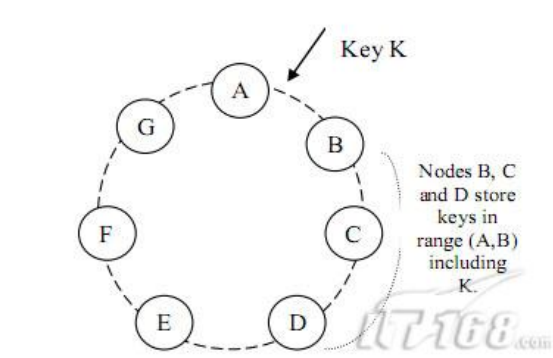 Key K
A
B
G
Nodes B, C
and D store
keys in
range (A,B)
including
K.
F
C
E
D
IT168.com